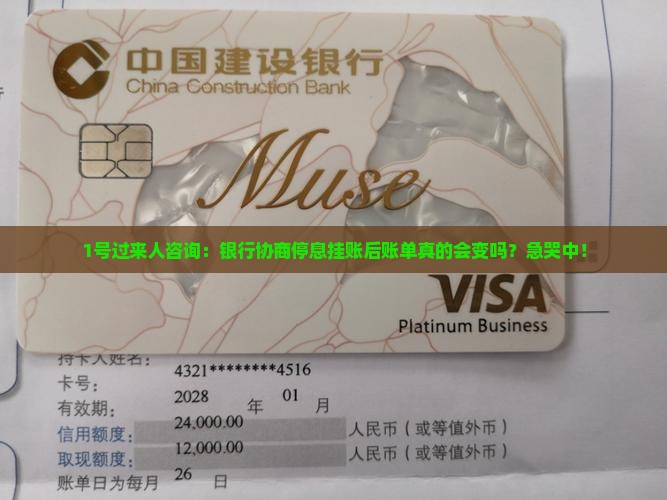 中国建设银行
China Construction Bank
Muse
1号过来人咨询：银行协商停息挂账后账单真的会变吗？急哭中！
VISA
Platinum Business
持卡人姓名：
卡号： 4321********4516
有效期： 2028 年 01 月
信用额度： 24,000.00 人民币（或等值外币）
取现额度： 12,000.00 人民币（或等值外币）
账单日为每月 26 日